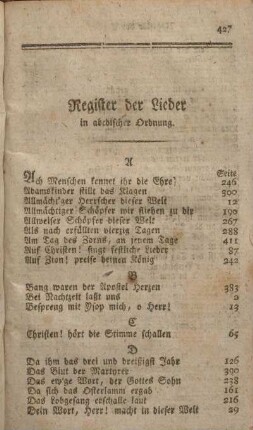 427
Register der Lieder
in abcdischer Ordnung.
A
Seite
Ach Menschen kennet ihr die Ehre? 246
Adamskinder stillt das Klagen 300
Allmächt'ger Herrscher dieser Welt 12
Allmächtiger Schöpfer wir fliehen zu dir 190
Allweiser Schöpfer dieser Welt 267
Als nach erfüllten vierzig Tagen 288
Am Tag des Zorns, an jenem Tage 411
Auf Christen! singt festliche Lieder 87
Auf Zion! preise deinen König 242
B
Bang waren der Apostel Herzen 383
Bei Nachtzeit laßt uns 2
Bespreng mit Ysop mich, o Herr! 19
C
Christen! hört die Stimme schallen 65
D
Da ihm das drei und dreißigst Jahr 126
Das Blut der Martyrer 390
Das ew'ge Wort, der Gottes Sohn 238
Da sich das Osterlamm ergab 161
Das Lobgesang erschalle laut 216
Dein Wort, Herr! macht in dieser Welt 29